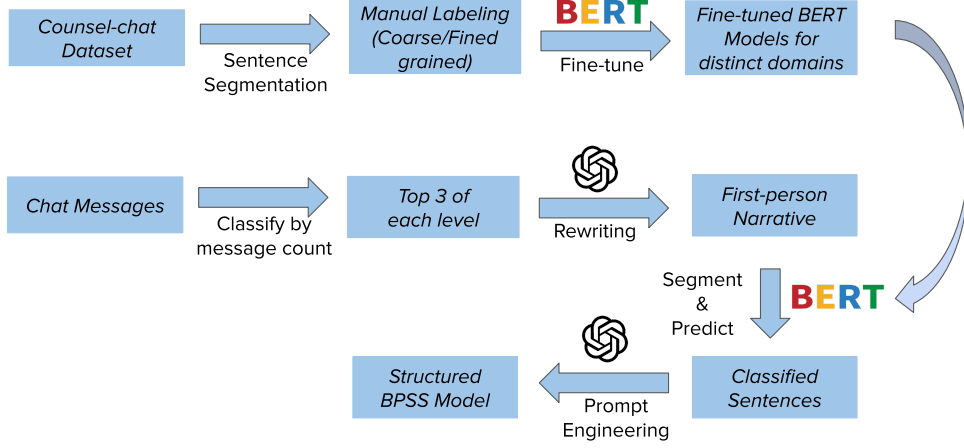 Counsel-chat
Dataset
Sentence
Segmentation
Manual Labeling
(Coarse/Fined
grained)
BERT
Fine-tune
Fine-tuned BERT
Models for
distinct domains
Chat Messages
Classify by
message count
Top 3 of
each level
Rewriting
First-person
Narrative
Segment
&
Predict
BERT
Classified
Sentences
Prompt
Engineering
Structured
BPSS Model